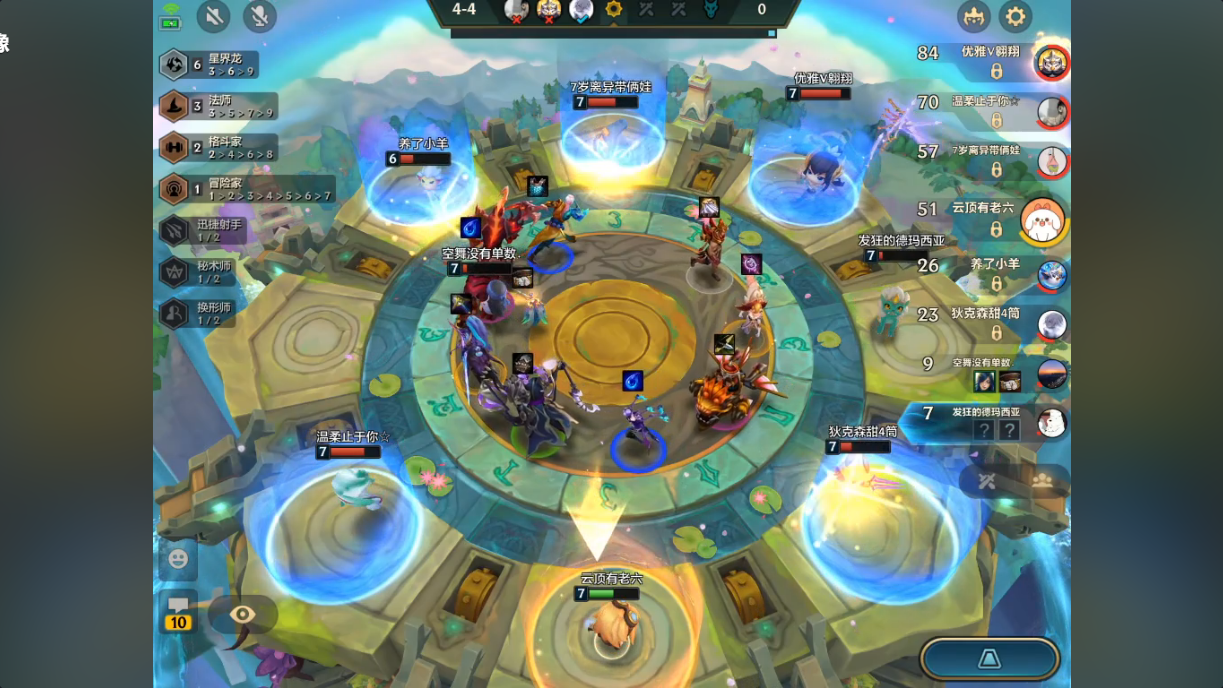 像
4-4
0
6 星界龙
3 > 6 > 9
3 法师
3 > 5 > 7 > 9
2 格斗家
2 > 4 > 6 > 8
1 冒险家
1 > 2 > 3 > 4 > 5 > 6 > 7
迅捷射手
1 / 2
秘术师
1 / 2
换形师
1 / 2
7岁离异带俩娃
7
优雅V翱翔
7
养了小羊
6
空舞没有单数.
7
发狂的德玛西亚
7
温柔止于你☆
7
狄克森甜4筒
7
云顶有老六
7
84 优雅V翱翔
70 温柔止于你☆
57 7岁离异带俩娃
51 云顶有老六
26 养了小羊
23 狄克森甜4筒
9 空舞没有单数.
7 发狂的德玛西亚
? ?
10